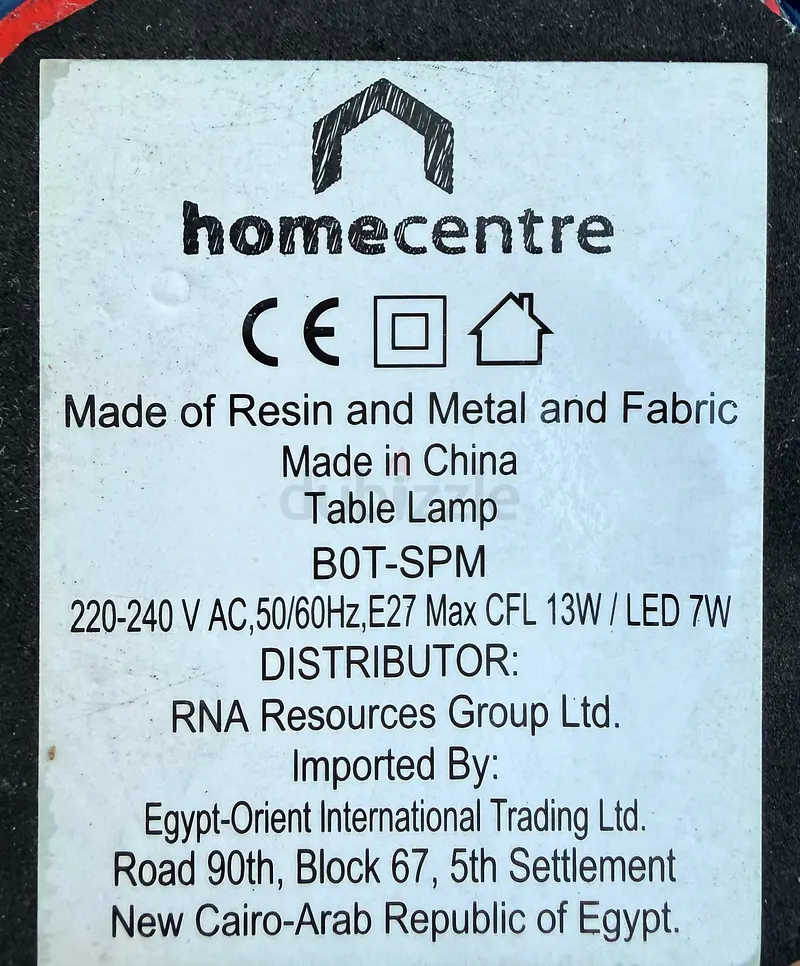 homecentre
CE
Made of Resin and Metal and Fabric
Made in China
dubizzle
Table Lamp
B0T-SPM
220-240 V AC,50/60Hz,E27 Max CFL 13W / LED 7W
DISTRIBUTOR:
RNA Resources Group Ltd.
Imported By:
Egypt-Orient International Trading Ltd.
Road 90th, Block 67, 5th Settlement
New Cairo-Arab Republic of Egypt.